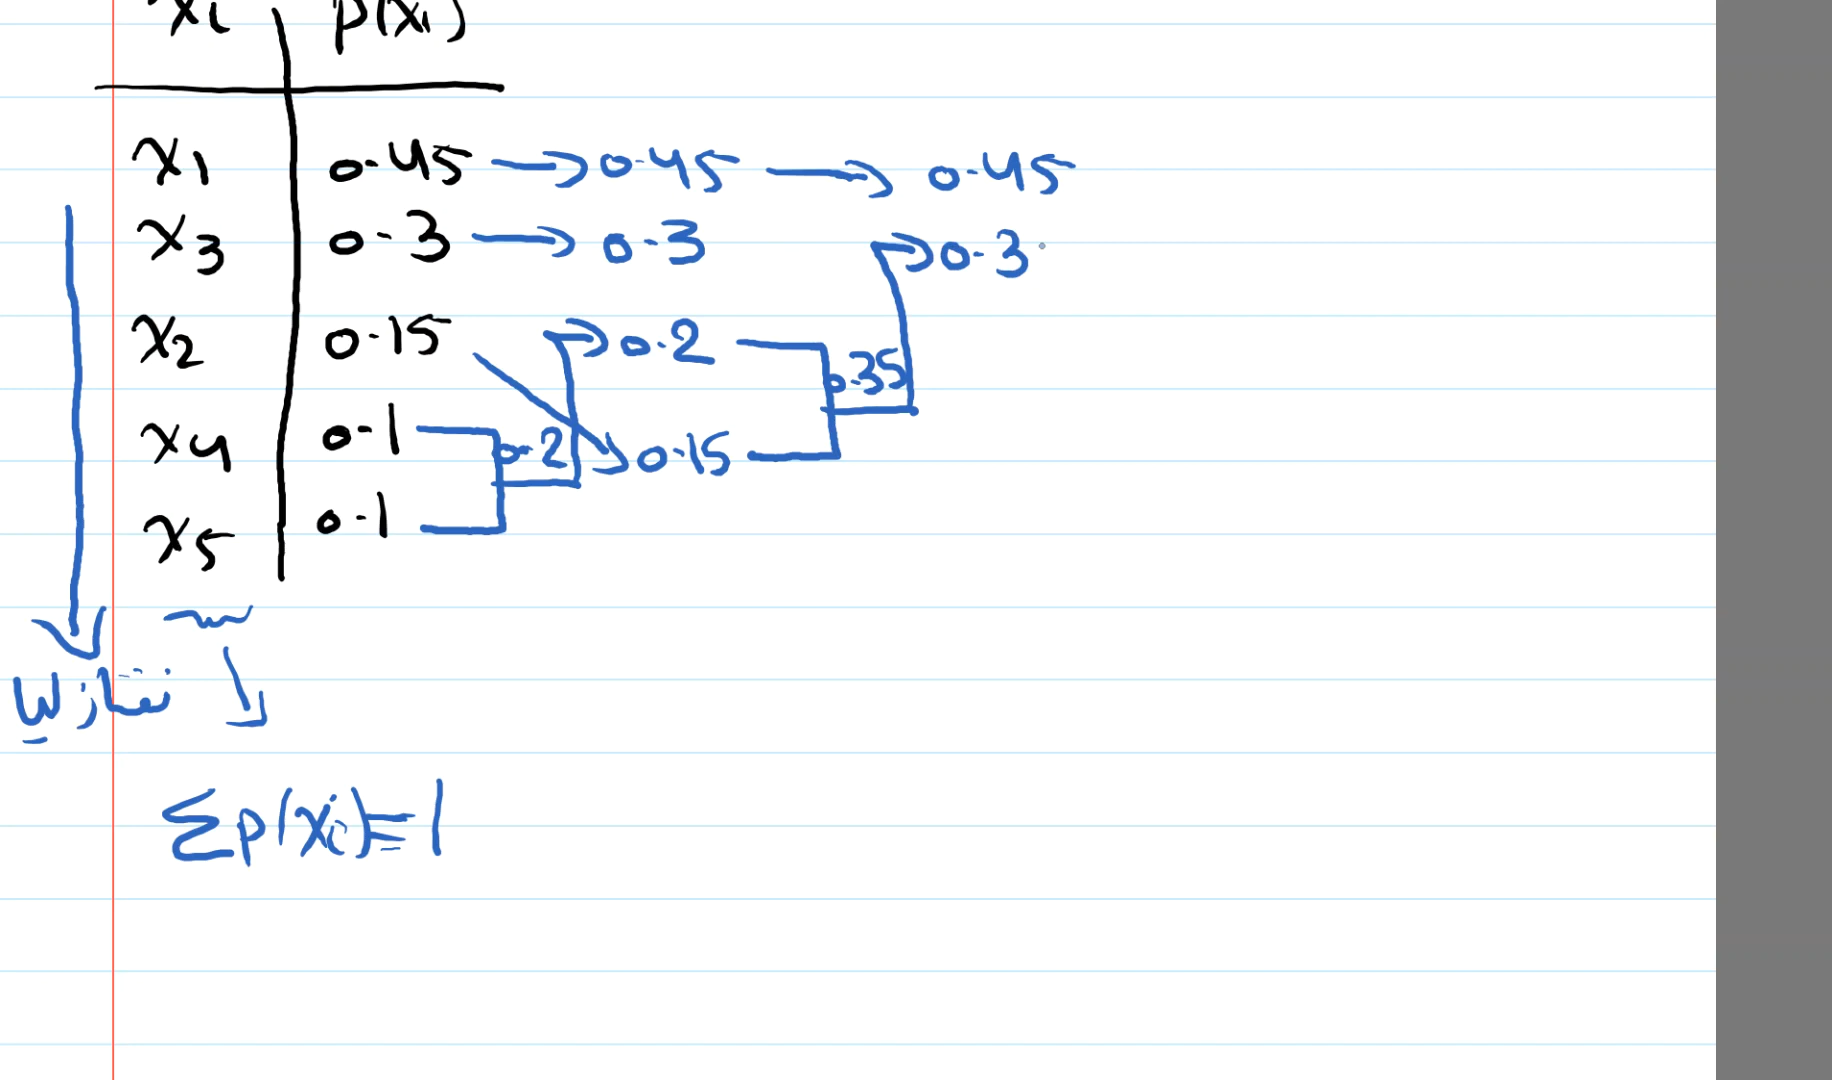 xi p(xi)
x1 0.45 → 0.45 → 0.45
x3 0.3 → 0.3 → 0.3
x2 0.15 → 0.2 0.35
x4 0.1 0.2 → 0.15
x5 0.1
تنازليا
Σp(xi)=1